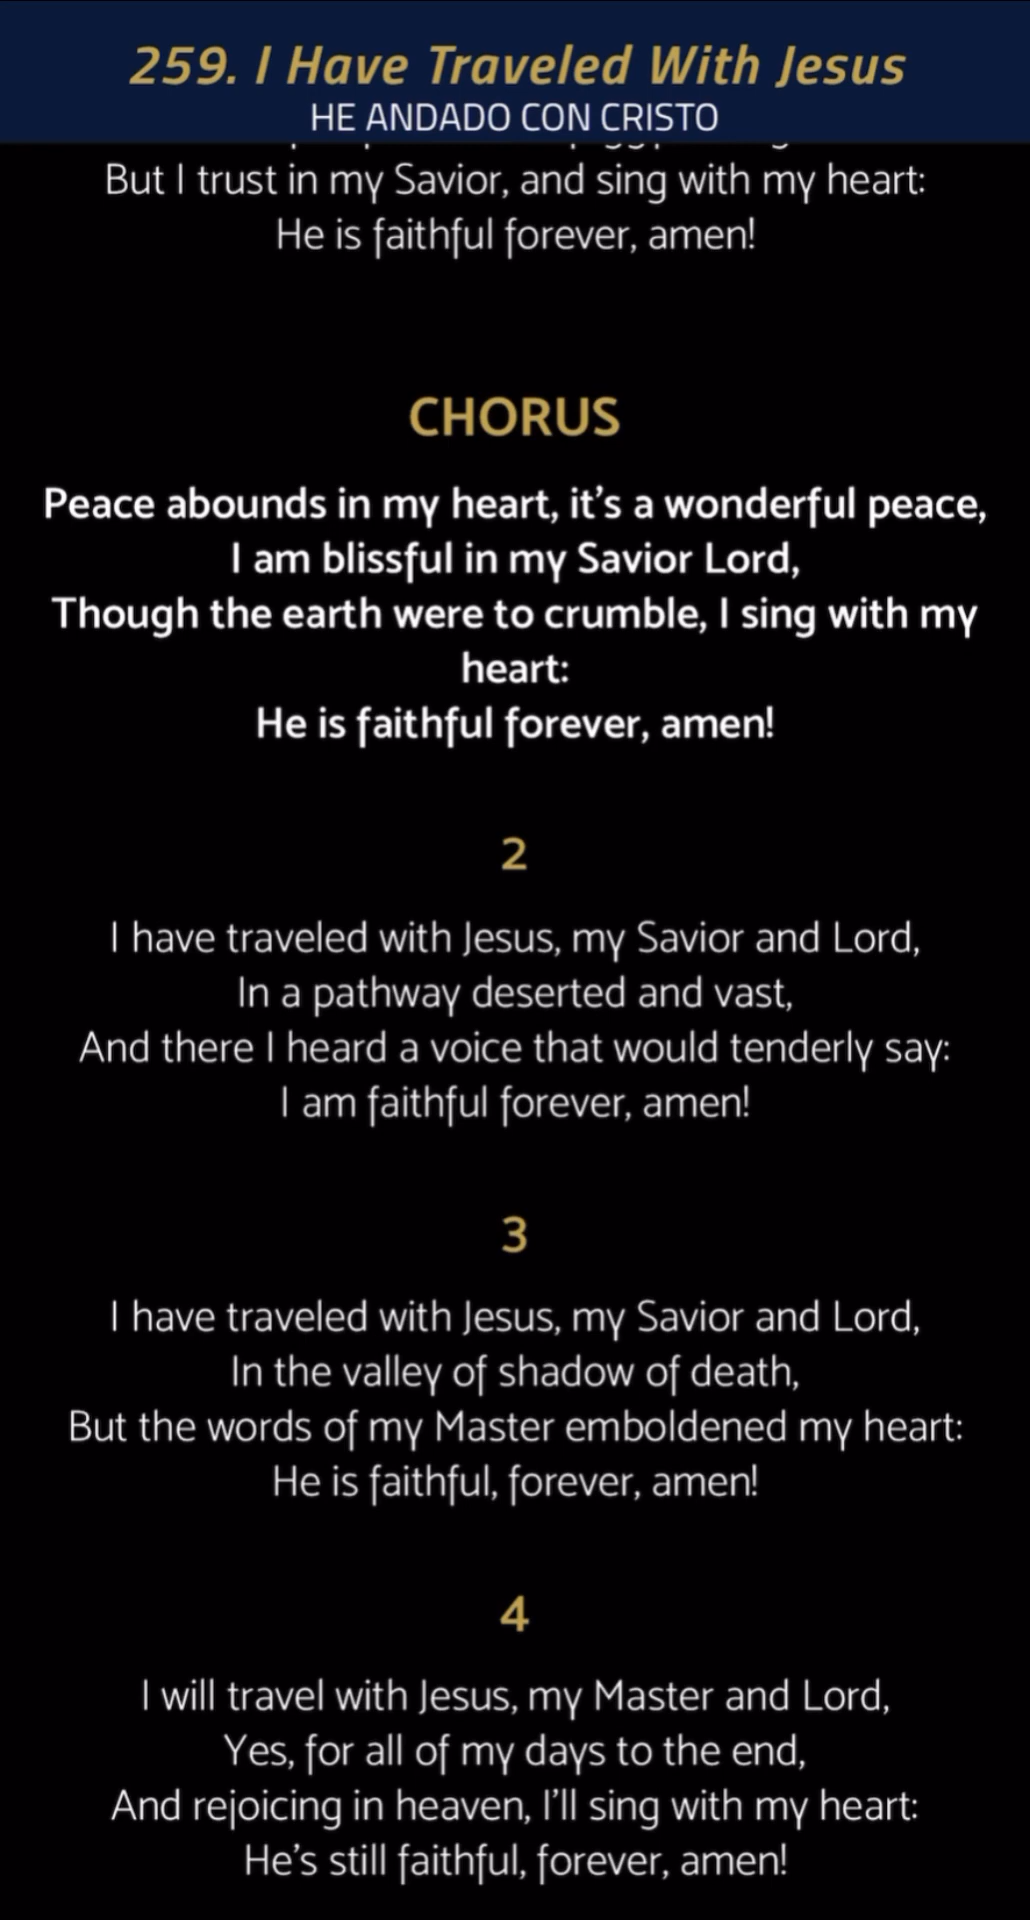 259. I Have Traveled With Jesus
HE ANDADO CON CRISTO
But I trust in my Savior, and sing with my heart:
He is faithful forever, amen!
CHORUS
Peace abounds in my heart, it's a wonderful peace,
I am blissful in my Savior Lord,
Though the earth were to crumble, I sing with my
heart:
He is faithful forever, amen!
2
I have traveled with Jesus, my Savior and Lord,
In a pathway deserted and vast,
And there I heard a voice that would tenderly say:
I am faithful forever, amen!
3
I have traveled with Jesus, my Savior and Lord,
In the valley of shadow of death,
But the words of my Master emboldened my heart:
He is faithful, forever, amen!
4
I will travel with Jesus, my Master and Lord,
Yes, for all of my days to the end,
And rejoicing in heaven, I'll sing with my heart:
He's still faithful, forever, amen!